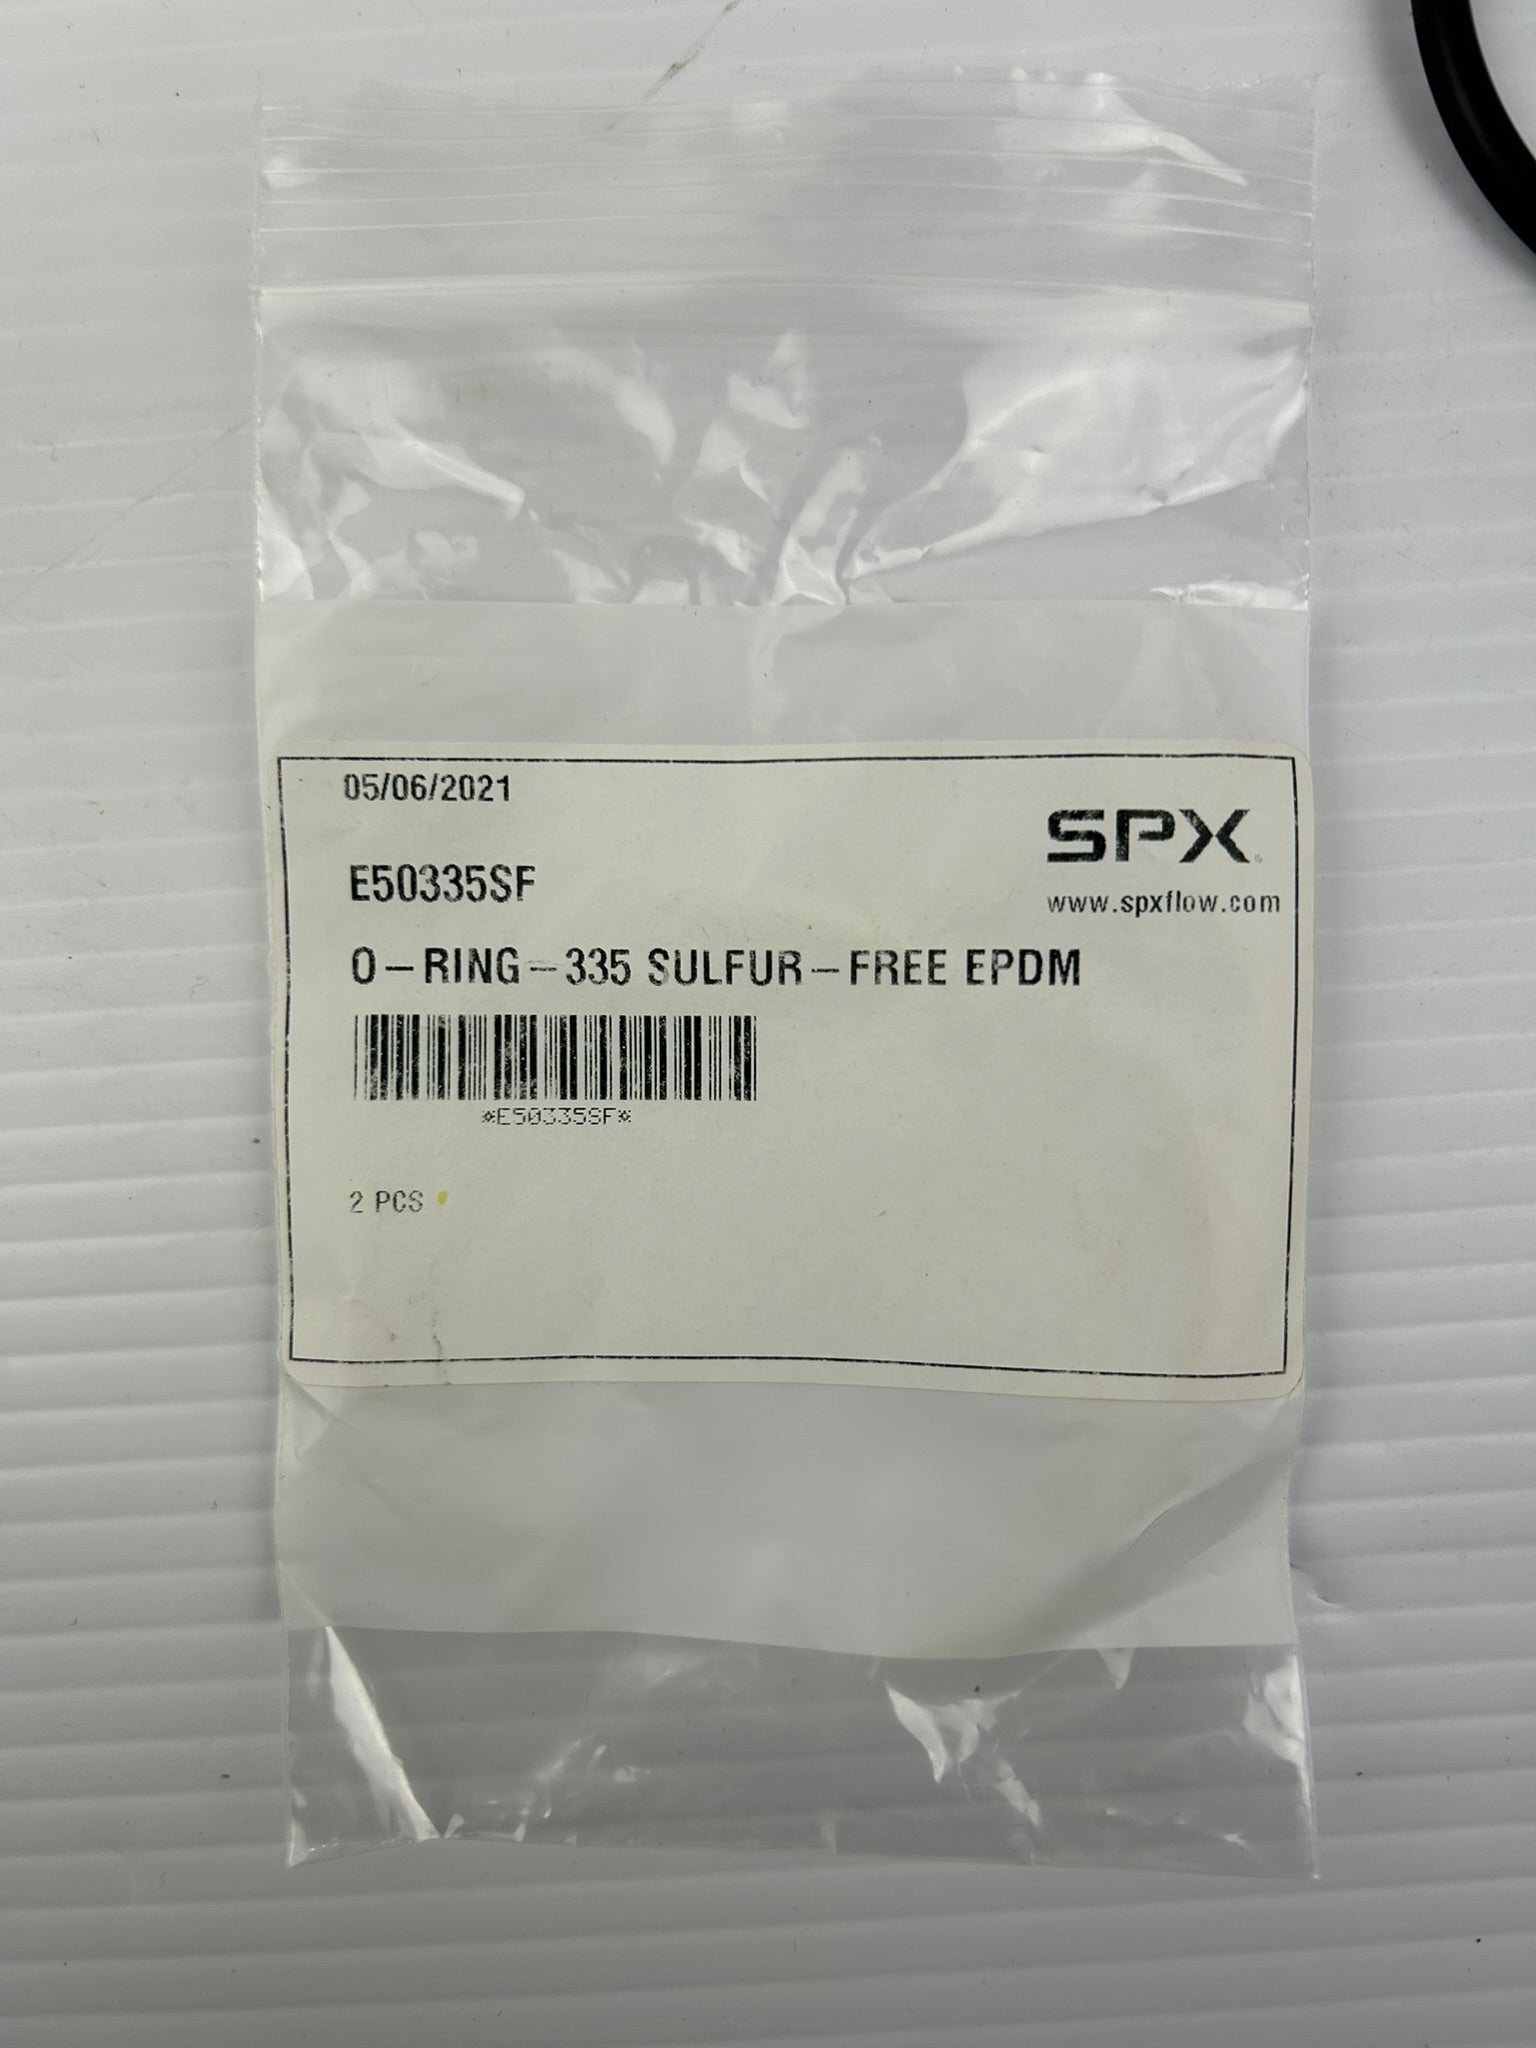 05/06/2021
SPX
www.spxflow.com
E50335SF
O-RING-335 SULFUR-FREE EPDM
*E50335SF*
2 PCS